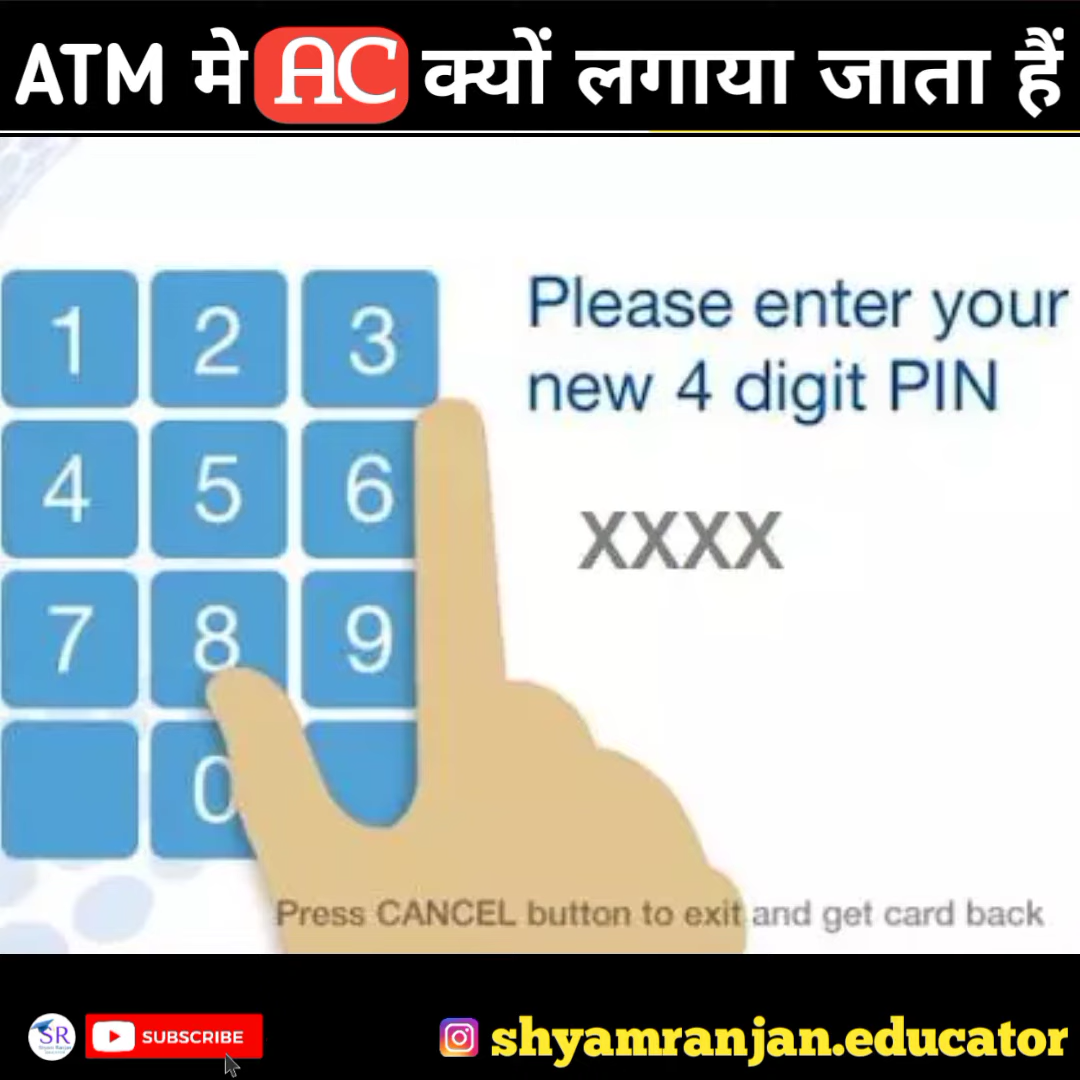 ATM मे AC क्यों लगाया जाता हैं
1 2 3
Please enter your
new 4 digit PIN
4 5 6
XXXX
7 8 9
0
Press CANCEL button to exit and get card back
SR
SUBSCRIBE
shyamranjan.educator